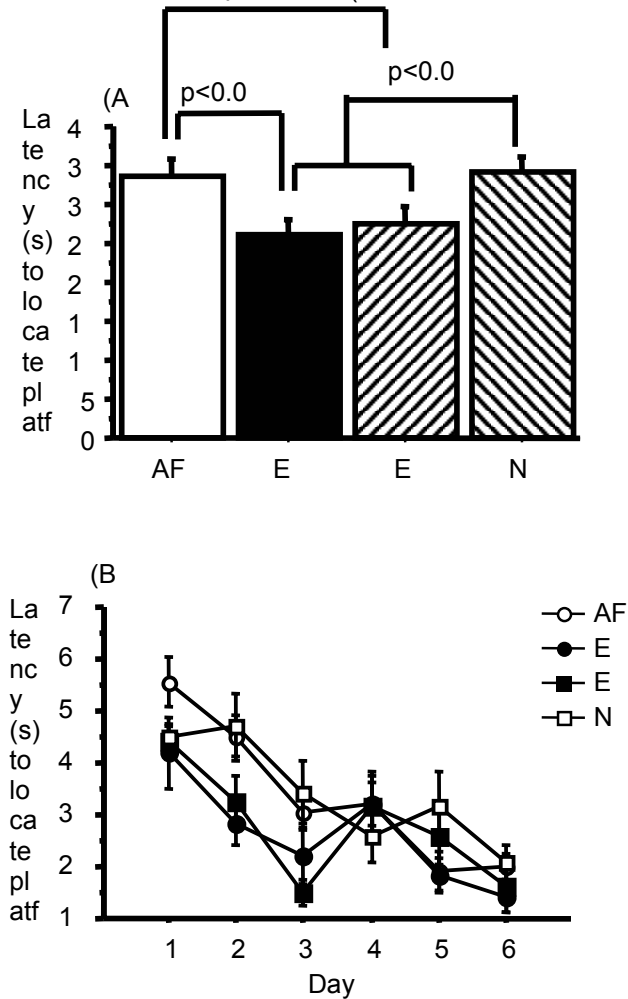 p<0.0
p<0.0
(A
La
te
nc
y
(s)
to
lo
ca
te
pl
atf
4
3
3
2
2
1
1
5
0
AF E E N
(B
La
te
nc
y
(s)
to
lo
ca
te
pl
atf
7
6
5
4
3
2
1
AF
E
E
N
1 2 3 4 5 6
Day